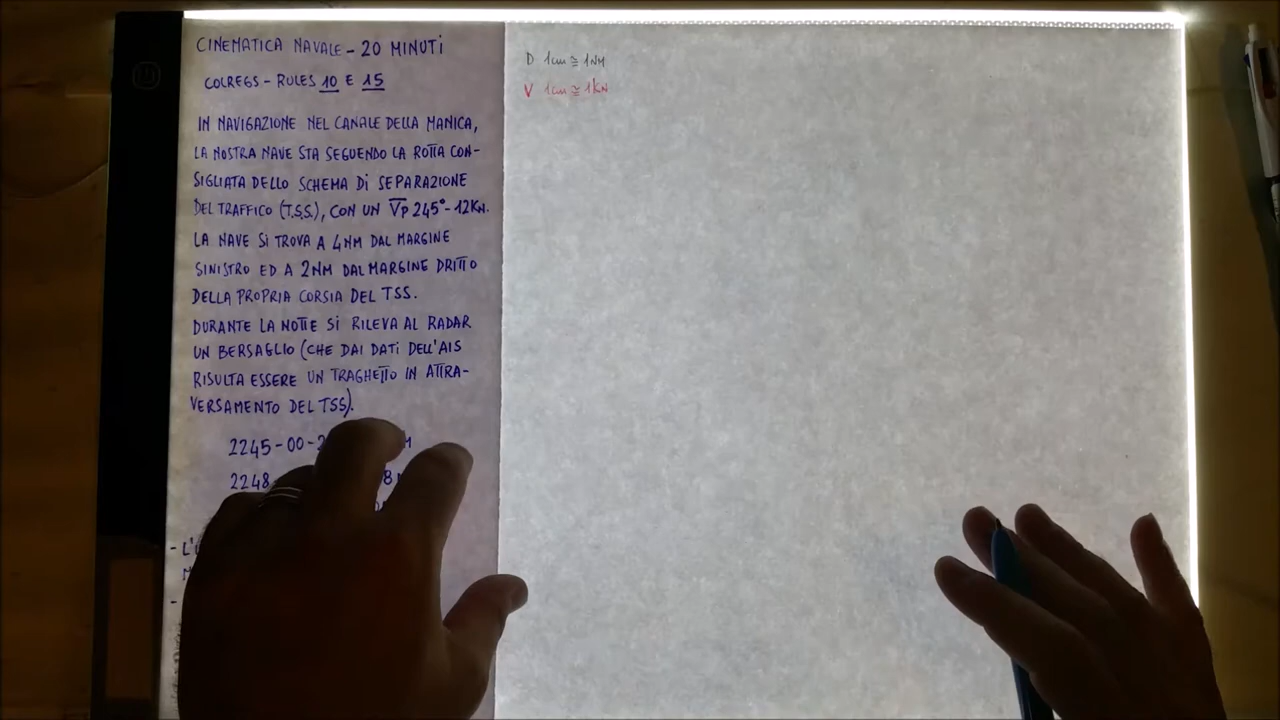 CINEMATICA NAVALE - 20 MINUTI
COLREGS - RULES 10 E 15
IN NAVIGAZIONE NEL CANALE DELLA MANICA,
LA NOSTRA NAVE STA SEGUENDO LA ROTTA CON-
SIGLIATA DELLO SCHEMA DI SEPARAZIONE
DEL TRAFFICO (T.S.S.), CON UN Vp 245° - 12KN.
LA NAVE SI TROVA A 4NM DAL MARGINE
SINISTRO ED A 2NM DAL MARGINE DRITTO
DELLA PROPRIA CORSIA DEL TSS.
DURANTE LA NOTTE SI RILEVA AL RADAR
UN BERSAGLIO (CHE DAI DATI DELL'AIS
RISULTA ESSERE UN TRAGHETTO IN ATTRA-
VERSAMENTO DEL TSS).
2245-00-
2248
D 1cm ≅ 1NM
V 1cm ≅ 1KN